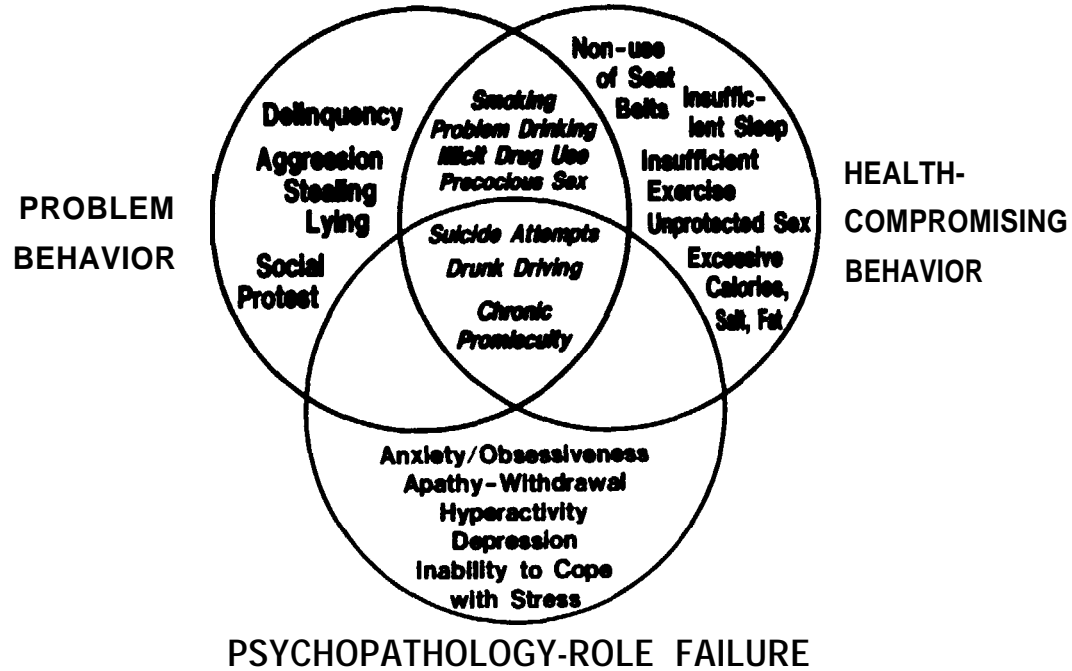 PROBLEM
BEHAVIOR
Delinquency
Aggression
Stealing
Lying
Social
Protest
Smoking
Problem Drinking
Illicit Drug Use
Precocious Sex
Suicide Attempts
Drunk Driving
Chronic
Promiscuity
Non-use
of Seat
Belts
Insuffic-
ient Sleep
Insufficient
Exercise
Unprotected Sex
Excessive
Calories,
Salt, Fat
HEALTH-
COMPROMISING
BEHAVIOR
Anxiety/Obsessiveness
Apathy-Withdrawal
Hyperactivity
Depression
Inability to Cope
with Stress
PSYCHOPATHOLOGY-ROLE FAILURE